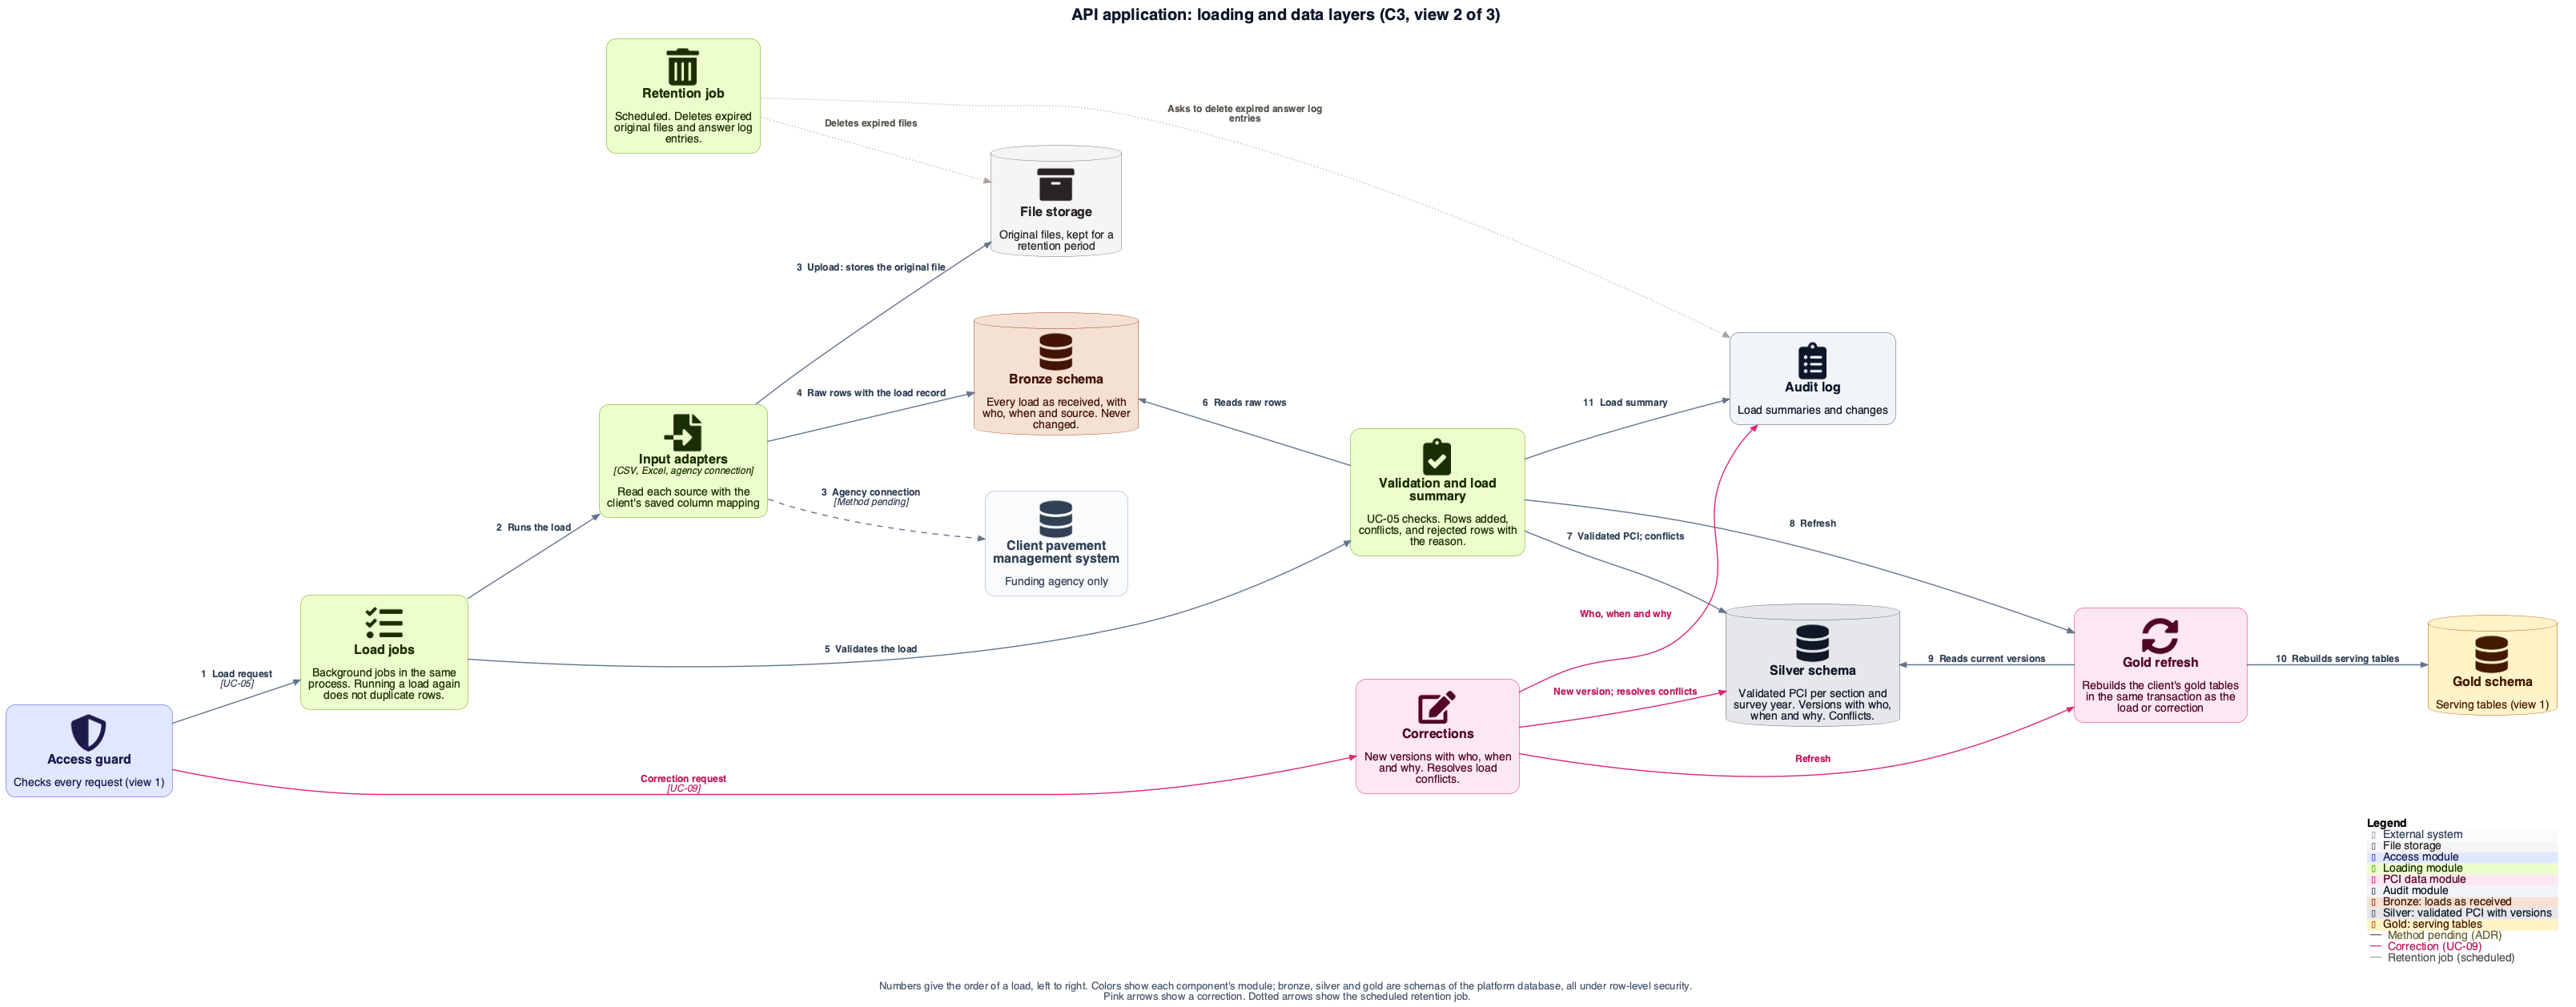 API application: loading and data layers (C3, view 2 of 3)
Retention job
Scheduled. Deletes expired
original files and answer log
entries.
Deletes expired files
Asks to delete expired answer log
entries
File storage
Original files, kept for a
retention period
3 Upload: stores the original file
Bronze schema
Every load as received, with
who, when and source. Never
changed.
4 Raw rows with the load record
6 Reads raw rows
Audit log
Load summaries and changes
11 Load summary
Input adapters
[CSV, Excel, agency connection]
Read each source with the
client's saved column mapping
3 Agency connection
[Method pending]
Client pavement
management system
Funding agency only
Validation and load
summary
UC-05 checks. Rows added,
conflicts, and rejected rows with
the reason.
8 Refresh
7 Validated PCI; conflicts
2 Runs the load
Load jobs
Background jobs in the same
process. Running a load again
does not duplicate rows.
5 Validates the load
1 Load request
[UC-05]
Who, when and why
Silver schema
Validated PCI per section and
survey year. Versions with who,
when and why. Conflicts.
9 Reads current versions
Gold refresh
Rebuilds the client's gold tables
in the same transaction as the
load or correction
10 Rebuilds serving tables
Gold schema
Serving tables (view 1)
New version; resolves conflicts
Corrections
New versions with who, when
and why. Resolves load
conflicts.
Refresh
Access guard
Checks every request (view 1)
Correction request
[UC-09]
Legend
External system
File storage
Access module
Loading module
PCI data module
Audit module
Bronze: loads as received
Silver: validated PCI with versions
Gold: serving tables
Method pending (ADR)
Correction (UC-09)
Retention job (scheduled)
Numbers give the order of a load, left to right. Colors show each component's module; bronze, silver and gold are schemas of the platform database, all under row-level security.
Pink arrows show a correction. Dotted arrows show the scheduled retention job.